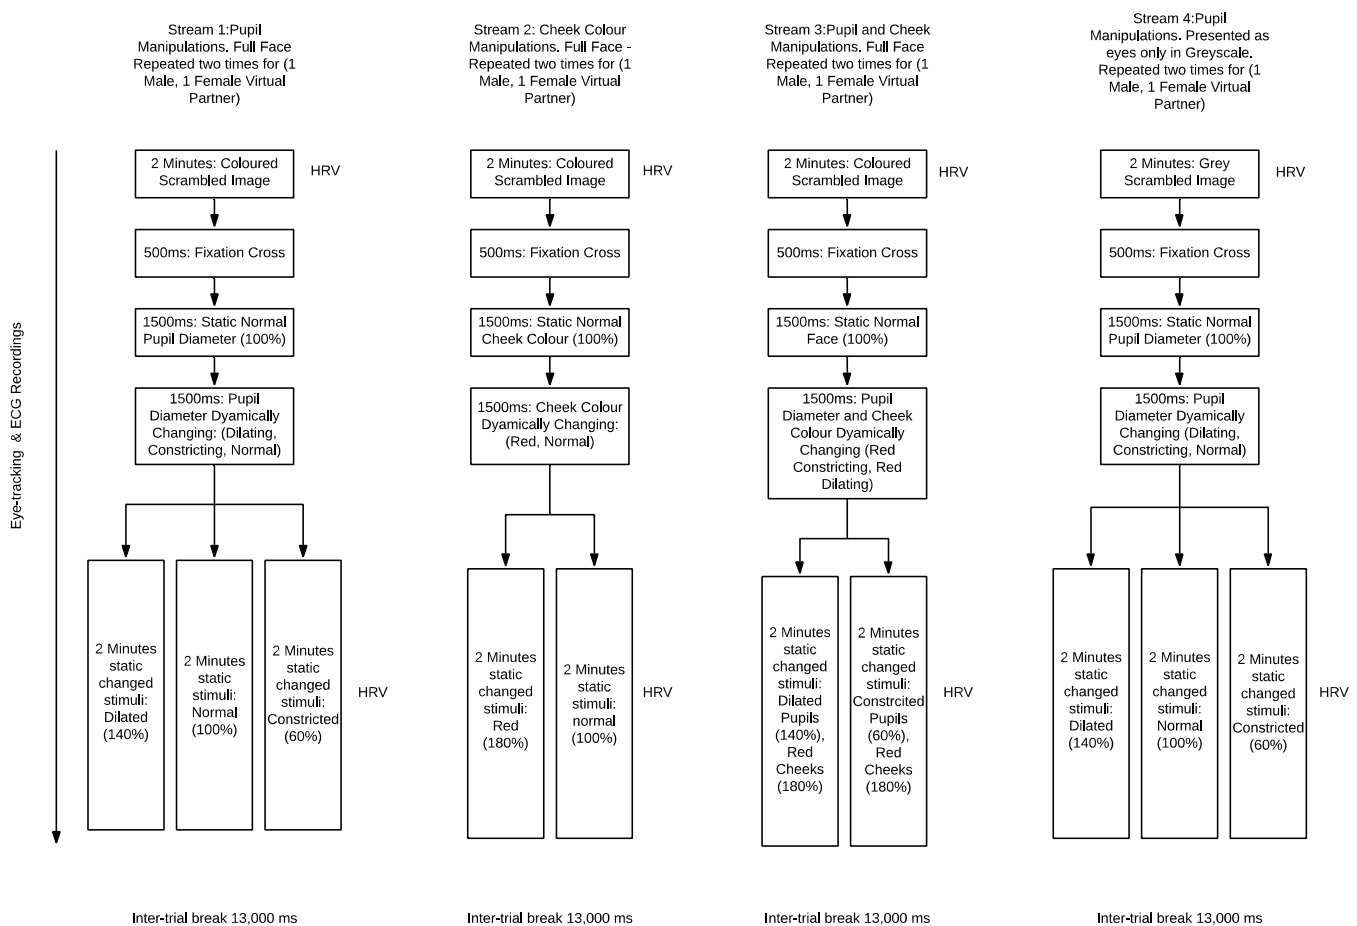 Stream 1:Pupil
Manipulations. Full Face
Repeated two times for (1
Male, 1 Female Virtual
Partner)
Stream 2: Cheek Colour
Manipulations. Full Face -
Repeated two times for (1
Male, 1 Female Virtual
Partner)
Stream 3:Pupil and Cheek
Manipulations. Full Face
Repeated two times for (1
Male, 1 Female Virtual
Partner)
Stream 4:Pupil
Manipulations. Presented as
eyes only in Greyscale.
Repeated two times for (1
Male, 1 Female Virtual
Partner)
Eye-tracking & ECG Recordings
2 Minutes: Coloured
Scrambled Image
HRV
2 Minutes: Coloured
Scrambled Image
HRV
2 Minutes: Coloured
Scrambled Image
HRV
2 Minutes: Grey
Scrambled Image
HRV
500ms: Fixation Cross
500ms: Fixation Cross
500ms: Fixation Cross
500ms: Fixation Cross
1500ms: Static Normal
Pupil Diameter (100%)
1500ms: Static Normal
Cheek Colour (100%)
1500ms: Static Normal
Face (100%)
1500ms: Static Normal
Pupil Diameter (100%)
1500ms: Pupil
Diameter Dyamically
Changing: (Dilating,
Constricting, Normal)
1500ms: Cheek Colour
Dyamically Changing:
(Red, Normal)
1500ms: Pupil
Diameter and Cheek
Colour Dyamically
Changing (Red
Constricting, Red
Dilating)
1500ms: Pupil
Diameter Dyamically
Changing (Dilating,
Constricting, Normal)
2 Minutes
static
changed
stimuli:
Dilated
(140%)
2 Minutes
static
stimuli:
Normal
(100%)
2 Minutes
static
changed
stimuli:
Constricted
(60%)
HRV
2 Minutes
static
changed
stimuli:
Red
(180%)
2 Minutes
static
stimuli:
normal
(100%)
HRV
2 Minutes
static
changed
stimuli:
Dilated
Pupils
(140%),
Red
Cheeks
(180%)
2 Minutes
static
changed
stimuli:
Constrcited
Pupils
(60%),
Red
Cheeks
(180%)
HRV
2 Minutes
static
changed
stimuli:
Dilated
(140%)
2 Minutes
static
changed
stimuli:
Normal
(100%)
2 Minutes
static
changed
stimuli:
Constricted
(60%)
HRV
Inter-trial break 13,000 ms
Inter-trial break 13,000 ms
Inter-trial break 13,000 ms
Inter-trial break 13,000 ms